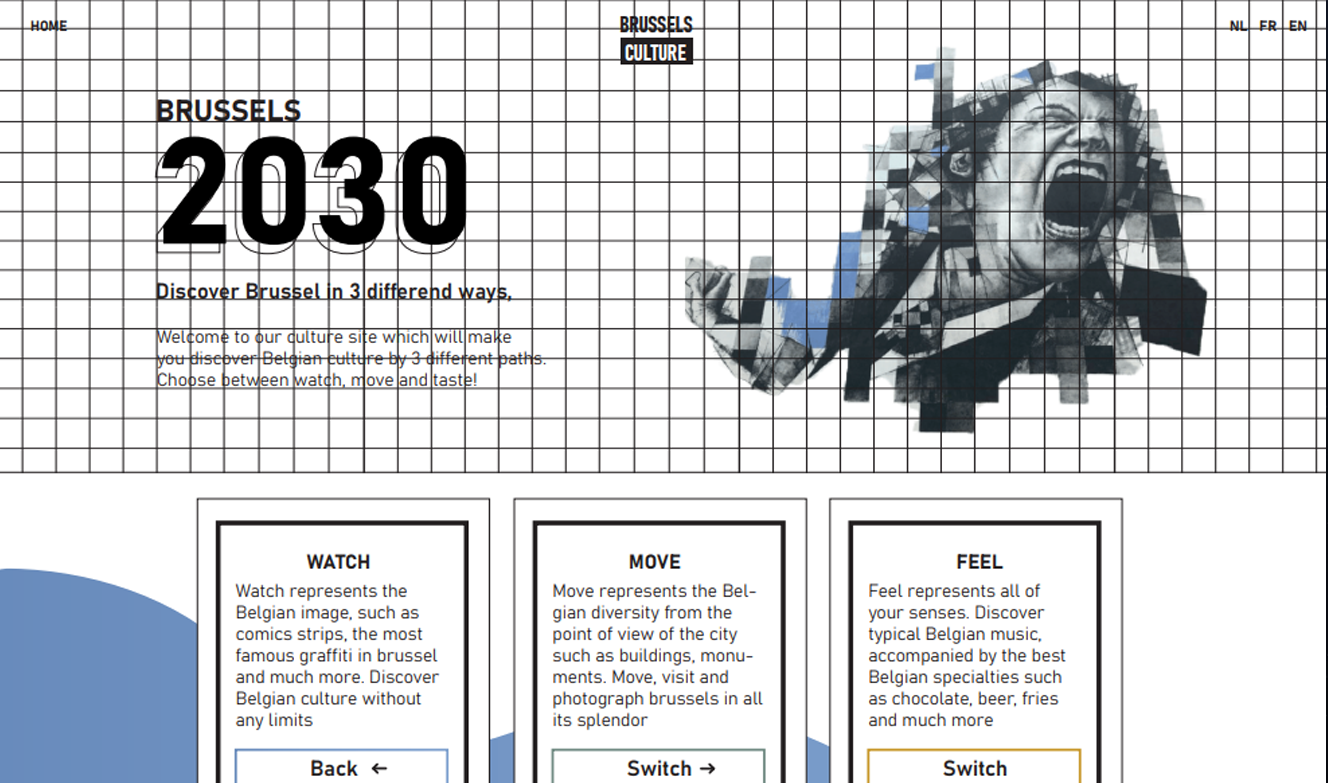 HOME
BRUSSELS
CULTURE
NL FR EN
BRUSSELS
2030
Discover Brussel in 3 differend ways,
Welcome to our culture site which will make
you discover Belgian culture by 3 different paths.
Choose between watch, move and taste!
WATCH
Watch represents the
Belgian image, such as
comics strips, the most
famous graffiti in brussel
and much more. Discover
Belgian culture without
any limits
Back ←
MOVE
Move represents the Bel-
gian diversity from the
point of view of the city
such as buildings, monu-
ments. Move, visit and
photograph brussels in all
its splendor
Switch →
FEEL
Feel represents all of
your senses. Discover
typical Belgian music,
accompanied by the best
Belgian specialties such
as chocolate, beer, fries
and much more
Switch